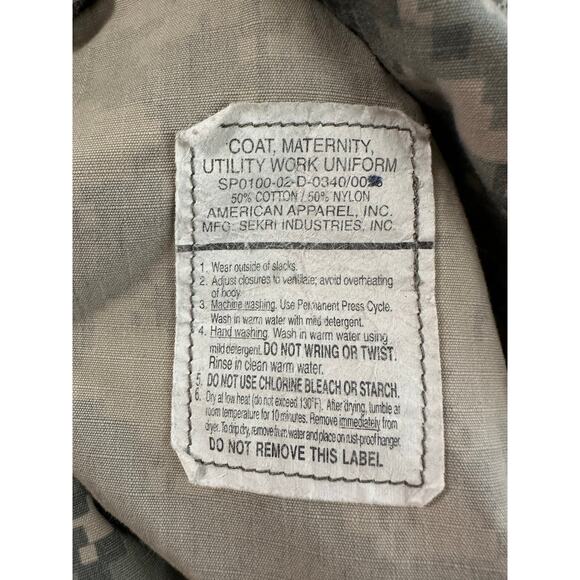 COAT, MATERNITY,
UTILITY WORK UNIFORM
SP0100-02-D-0340/
50% COTTON / 50% NYLON
AMERICAN APPAREL, INC.
MFG: SEKRI INDUSTRIES, INC.
1. Wear outside of slacks.
2. Adjust closures to ventilate; avoid overheating
of body.
3. Machine washing. Use Permanent Press Cycle.
Wash in warm water with mild detergent.
4. Hand washing. Wash in warm water using
mild detergent. DO NOT WRING OR TWIST.
Rinse in clean warm water.
5. DO NOT USE CHLORINE BLEACH OR STARCH.
6. Dry at low heat (do not exceed 130°F). After drying, tumble at
room temperature for 10 minutes. Remove immediately from
dryer. To drip dry, remove from water and place on rust-proof hanger.
DO NOT REMOVE THIS LABEL